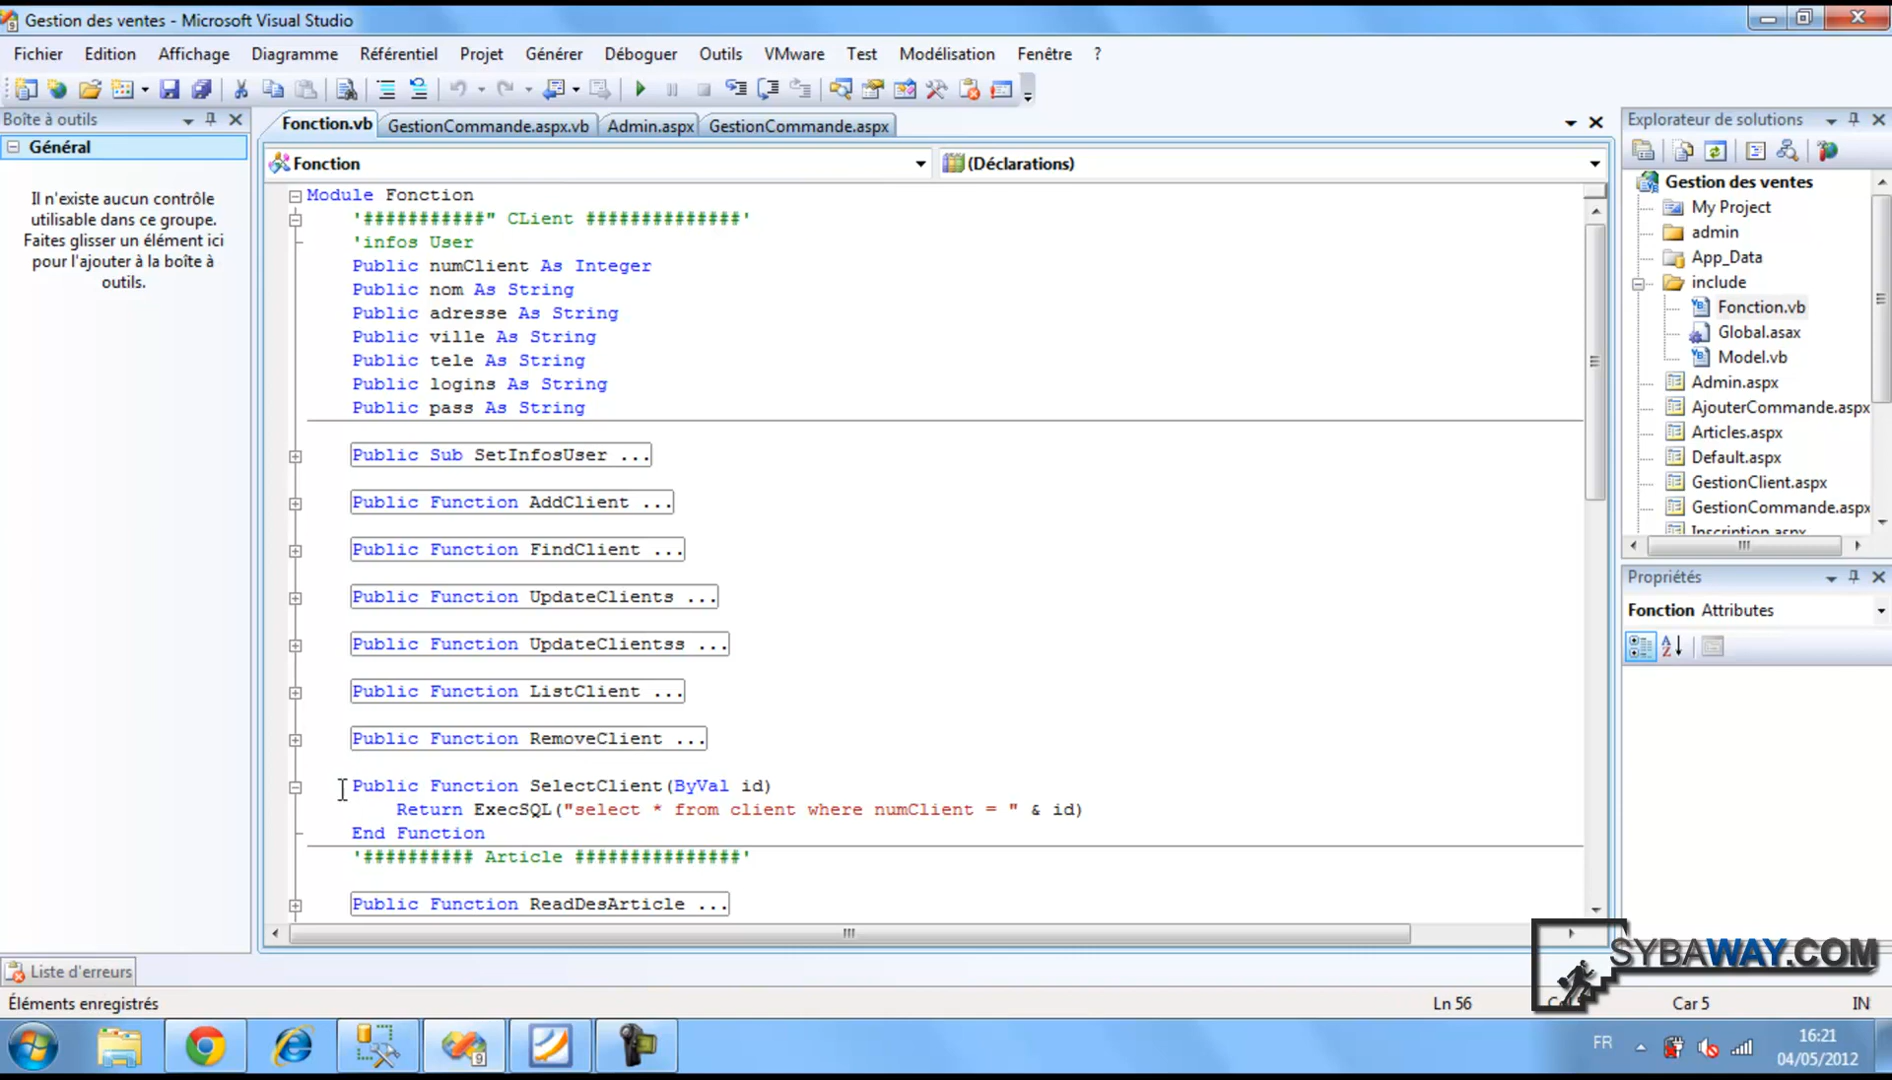 Gestion des ventes - Microsoft Visual Studio
Fichier Edition Affichage Diagramme Référentiel Projet Générer Déboguer Outils VMware Test Modélisation Fenêtre ?
Boîte à outils
Général
Il n'existe aucun contrôle
utilisable dans ce groupe.
Faites glisser un élément ici
pour l'ajouter à la boîte à
outils.
Fonction.vb GestionCommande.aspx.vb Admin.aspx GestionCommande.aspx
Fonction (Déclarations)
Module Fonction
'###########" CLient ##############'
'infos User
Public numClient As Integer
Public nom As String
Public adresse As String
Public ville As String
Public tele As String
Public logins As String
Public pass As String
Public Sub SetInfosUser ...
Public Function AddClient ...
Public Function FindClient ...
Public Function UpdateClients ...
Public Function UpdateClientss ...
Public Function ListClient ...
Public Function RemoveClient ...
Public Function SelectClient(ByVal id)
Return ExecSQL("select * from client where numClient = " & id)
End Function
'########## Article ###############'
Public Function ReadDesArticle ...
Explorateur de solutions
Gestion des ventes
My Project
admin
App_Data
include
Fonction.vb
Global.asax
Model.vb
Admin.aspx
AjouterCommande.aspx
Articles.aspx
Default.aspx
GestionClient.aspx
GestionCommande.aspx
Inscription.aspx
Propriétés
Fonction Attributes
SYBAWAY.COM
Liste d'erreurs
Éléments enregistrés Ln 56 Car 5 IN
FR 16:21
04/05/2012